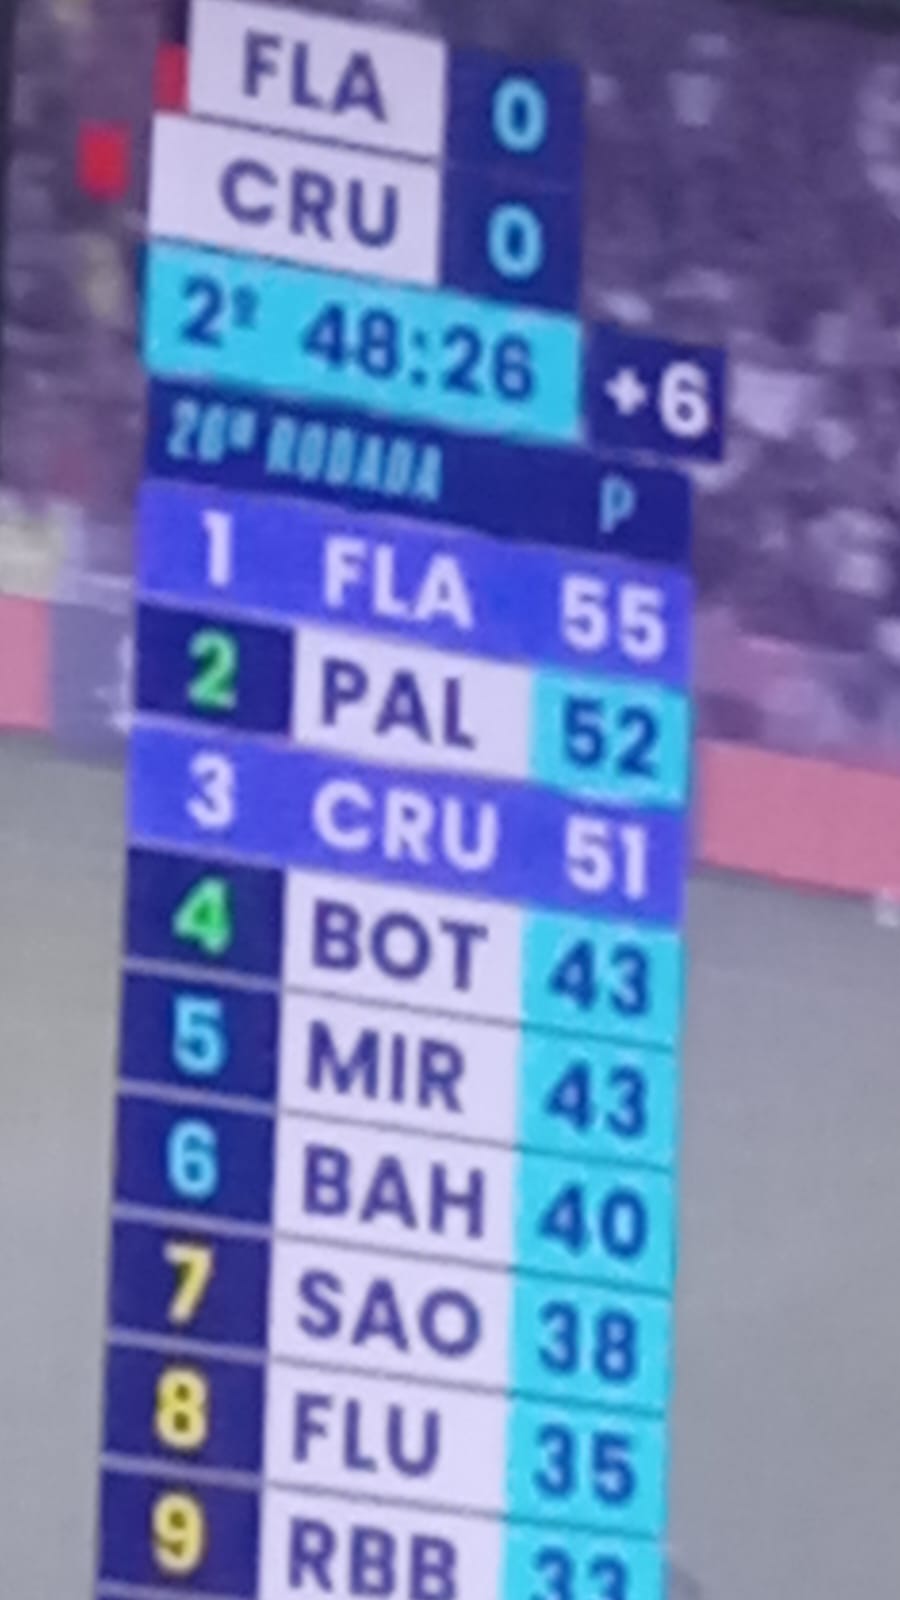 FLA 0
CRU 0
2º 48:26 +6
26ª RODADA P
1 FLA 55
2 PAL 52
3 CRU 51
4 BOT 43
5 MIR 43
6 BAH 40
7 SAO 38
8 FLU 35
9 RBB 33